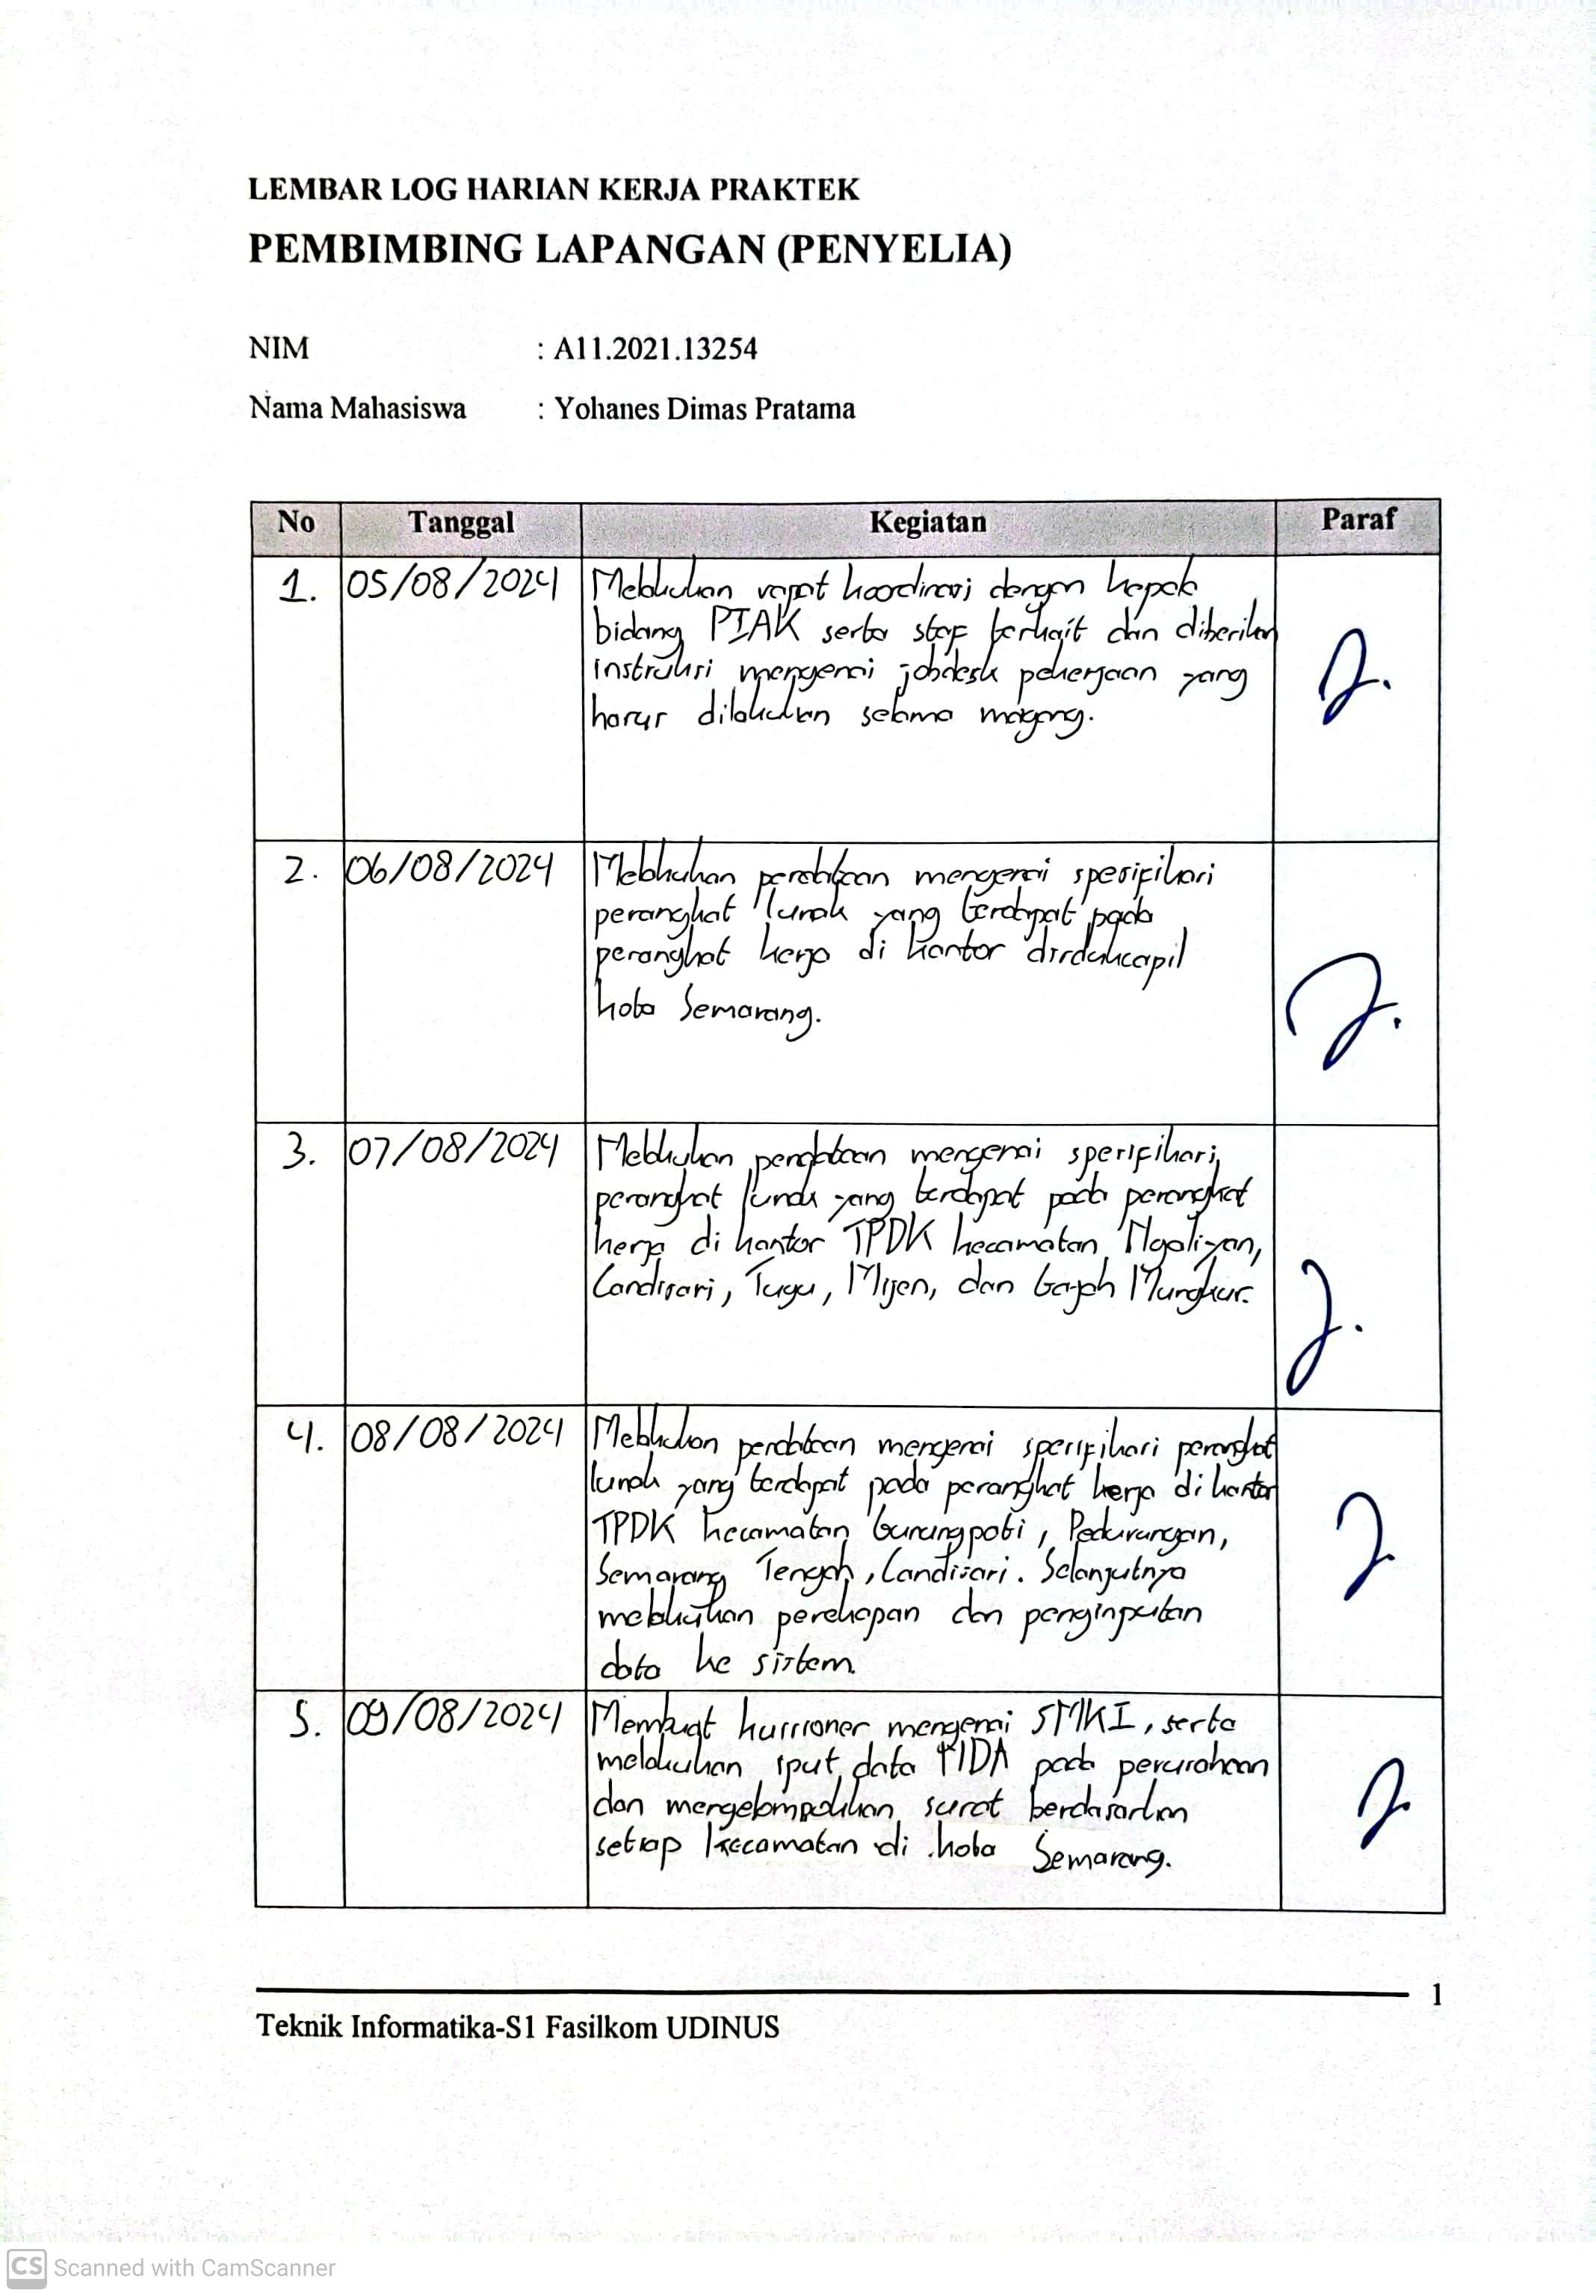 LEMBAR LOG HARIAN KERJA PRAKTEK
PEMBIMBING LAPANGAN (PENYELIA)
NIM : A11.2021.13254
Nama Mahasiswa : Yohanes Dimas Pratama
No Tanggal Kegiatan Paraf
1. 05/08/2024 Melakukan rapat koordinasi dengan kepala
bidang PIAK serta staf terkait dan diberikan
instruksi mengenai jobdesk pekerjaan yang
harus dilakukan selama magang.
2. 06/08/2024 Melakukan pendataan mengenai spesifikasi
perangkat lunak yang terdapat pada
perangkat kerja di kantor disdukcapil
kota Semarang.
3. 07/08/2024 Melakukan pendataan mengenai spesifikasi
perangkat lunak yang terdapat pada perangkat
kerja di kantor TPDK kecamatan Ngaliyan,
Candisari, Tugu, Mijen, dan Gajah Mungkur.
4. 08/08/2024 Melakukan pendataan mengenai spesifikasi perangkat
lunak yang terdapat pada perangkat kerja di kantor
TPDK kecamatan Gunungpati, Pedurungan,
Semarang Tengah, Candisari. Selanjutnya
melakukan perekapan dan penginputan
data ke sistem.
5. 09/08/2024 Membuat kuisioner mengenai SMKI, serta
melakukan iput data pada perusahaan
dan mengelompokkan surat berdasarkan
setiap kecamatan di kota Semarang.
1
Teknik Informatika-S1 Fasilkom UDINUS
CS Scanned with CamScanner